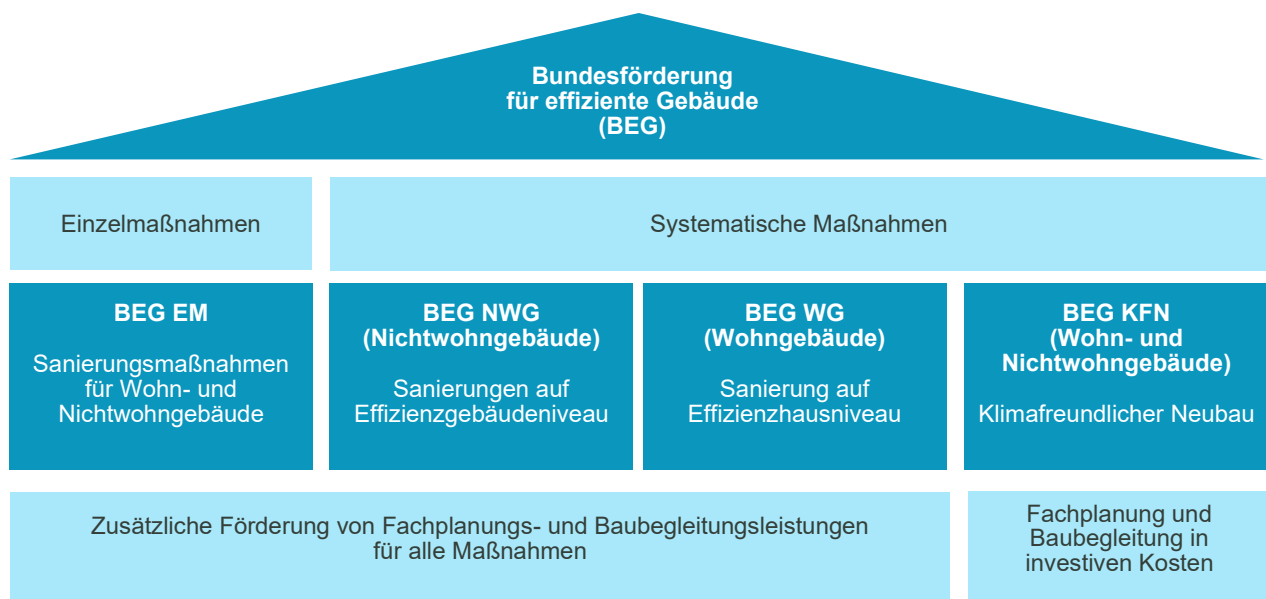 Bundesförderung
für effiziente Gebäude
(BEG)
Einzelmaßnahmen
Systematische Maßnahmen
BEG EM
Sanierungsmaßnahmen
für Wohn- und
Nichtwohngebäude
BEG NWG
(Nichtwohngebäude)
Sanierungen auf
Effizienzgebäudeniveau
BEG WG
(Wohngebäude)
Sanierung auf
Effizienzhausniveau
BEG KFN
(Wohn- und
Nichtwohngebäude)
Klimafreundlicher Neubau
Zusätzliche Förderung von Fachplanungs- und Baubegleitungsleistungen
für alle Maßnahmen
Fachplanung und
Baubegleitung in
investiven Kosten